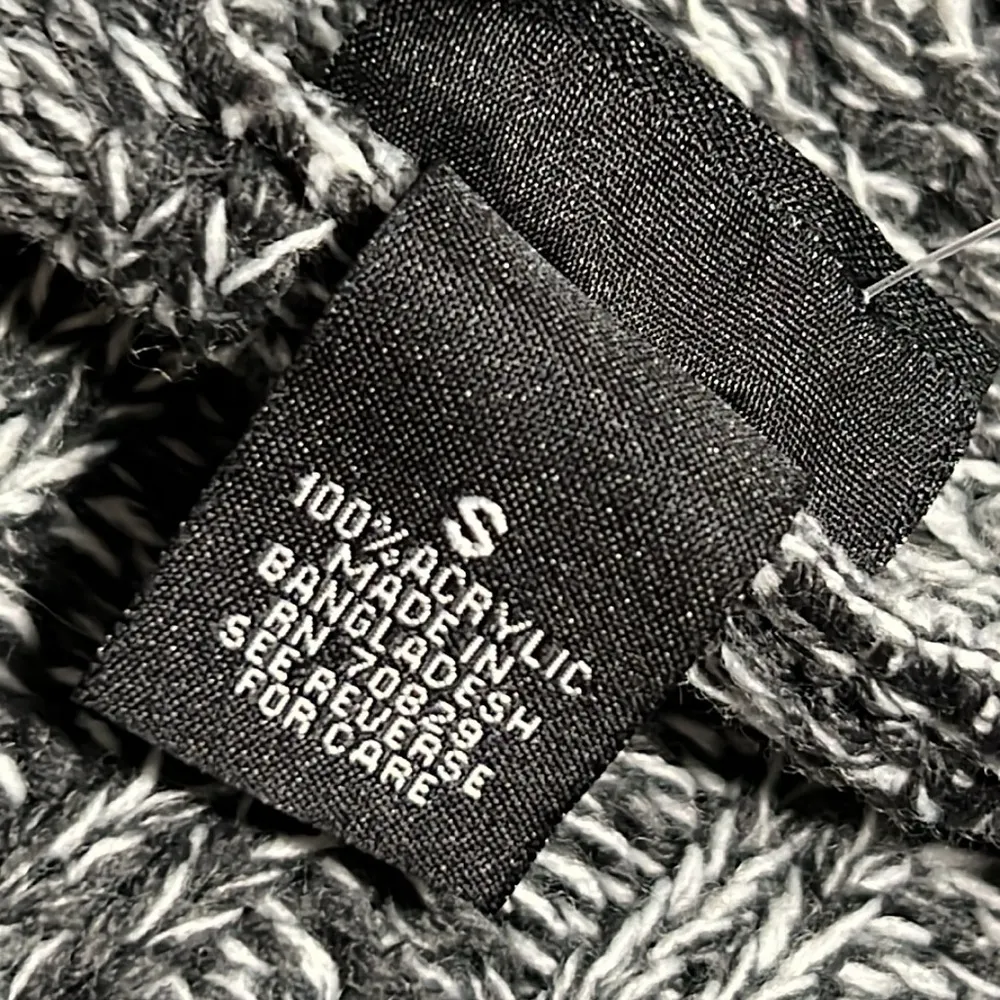 S
100% ACRYLIC
MADE IN
BANGLADESH
RN 70829
SEE REVERSE
FOR CARE